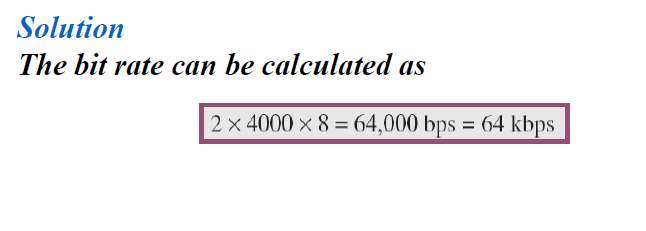 Solution
The bit rate can be calculated as
2 × 4000 × 8 = 64,000 bps = 64 kbps